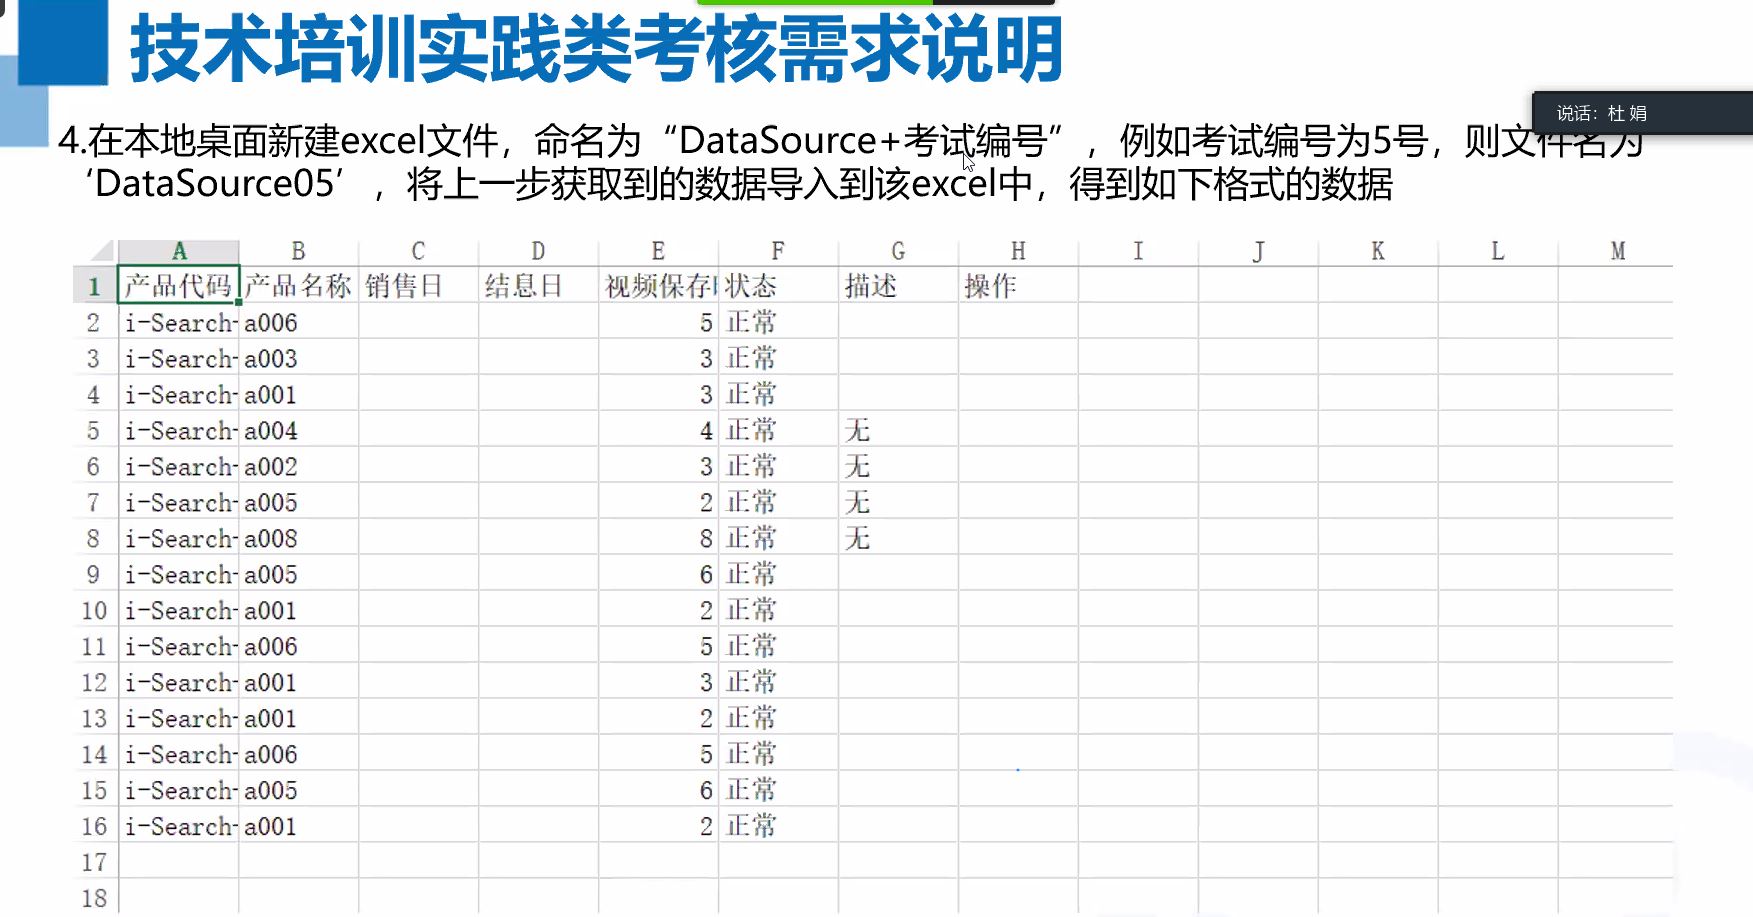 技术培训实践类考核需求说明
说话：杜 娟
4.在本地桌面新建excel文件，命名为“DataSource+考试编号”，例如考试编号为5号，则文件名为
‘DataSource05’，将上一步获取到的数据导入到该excel中，得到如下格式的数据
A B C D E F G H I J K L M
1 产品代码 产品名称 销售日 结息日 视频保存 状态 描述 操作
2 i-Search- a006 5 正常
3 i-Search- a003 3 正常
4 i-Search- a001 3 正常
5 i-Search- a004 4 正常 无
6 i-Search- a002 3 正常 无
7 i-Search- a005 2 正常 无
8 i-Search- a008 8 正常 无
9 i-Search- a005 6 正常
10 i-Search- a001 2 正常
11 i-Search- a006 5 正常
12 i-Search- a001 3 正常
13 i-Search- a001 2 正常
14 i-Search- a006 5 正常
15 i-Search- a005 6 正常
16 i-Search- a001 2 正常
17
18